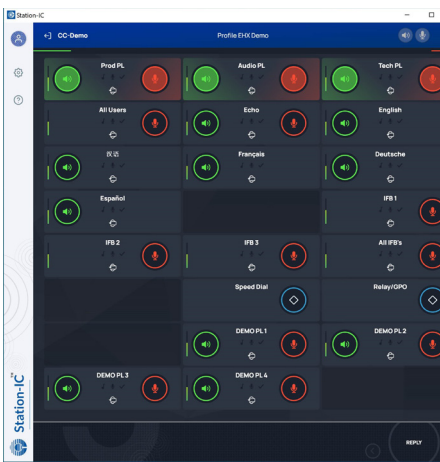 Station-IC
CC-Demo
Profile EHX Demo
Prod PL
Audio PL
Tech PL
All Users
Echo
English
汉语
Français
Deutsche
Español
IFB 1
IFB 2
IFB 3
All IFB's
Speed Dial
Relay/GPO
DEMO PL 1
DEMO PL 2
DEMO PL 3
DEMO PL 4
Station-IC
REPLY